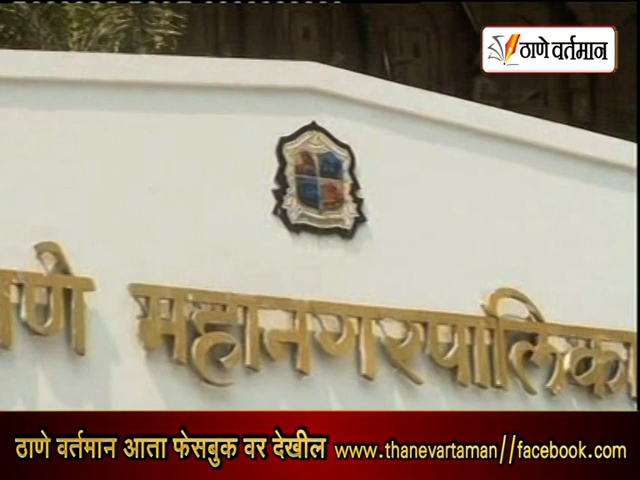 ठाणे वर्तमान
ाणे महानगरपालिका
ठाणे वर्तमान आता फेसबुक वर देखील www.thanevartaman//facebook.com